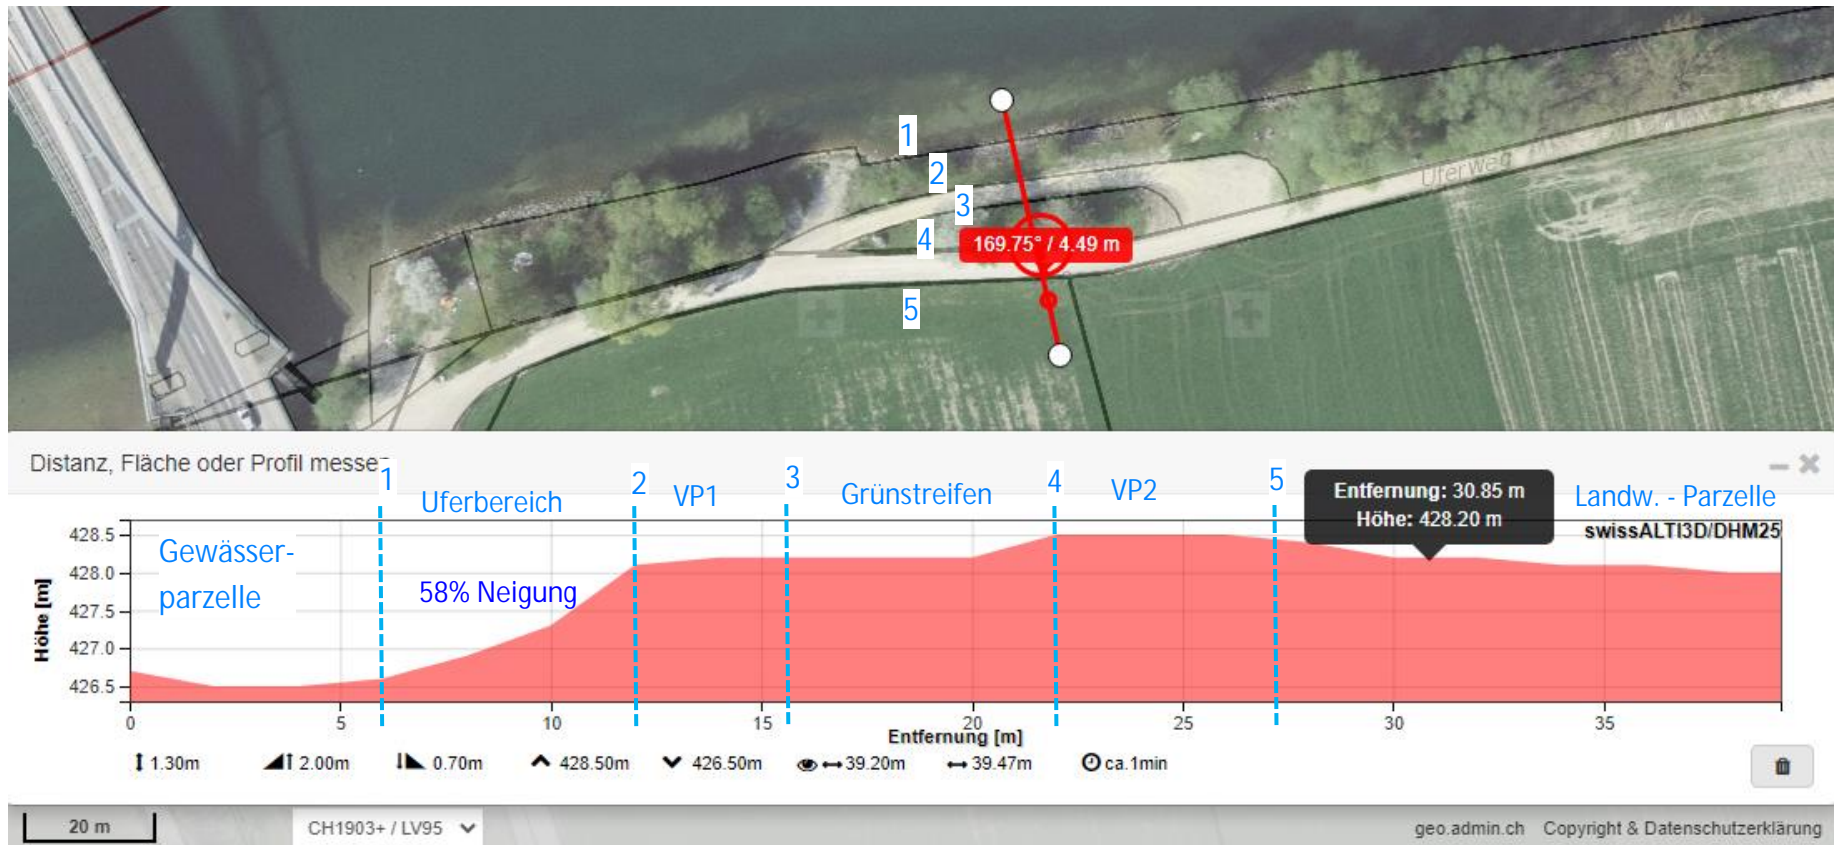 1
2
3
4
169.75° / 4.49 m
5
UferWeg
Distanz, Fläche oder Profil messen
1
Uferbereich
2
VP1
3
Grünstreifen
4
VP2
5
Entfernung: 30.85 m
Höhe: 428.20 m
Landw. - Parzelle
swissALTI3D/DHM25
Gewässer-
parzelle
58% Neigung
Höhe [m]
428.5
428.0
427.5
427.0
426.5
0 5 10 15 20 25 30 35
Entfernung [m]
1.30m 2.00m 0.70m 428.50m 426.50m 39.20m 39.47m ca.1min
20 m
CH1903+ / LV95
geo.admin.ch Copyright & Datenschutzerklärung